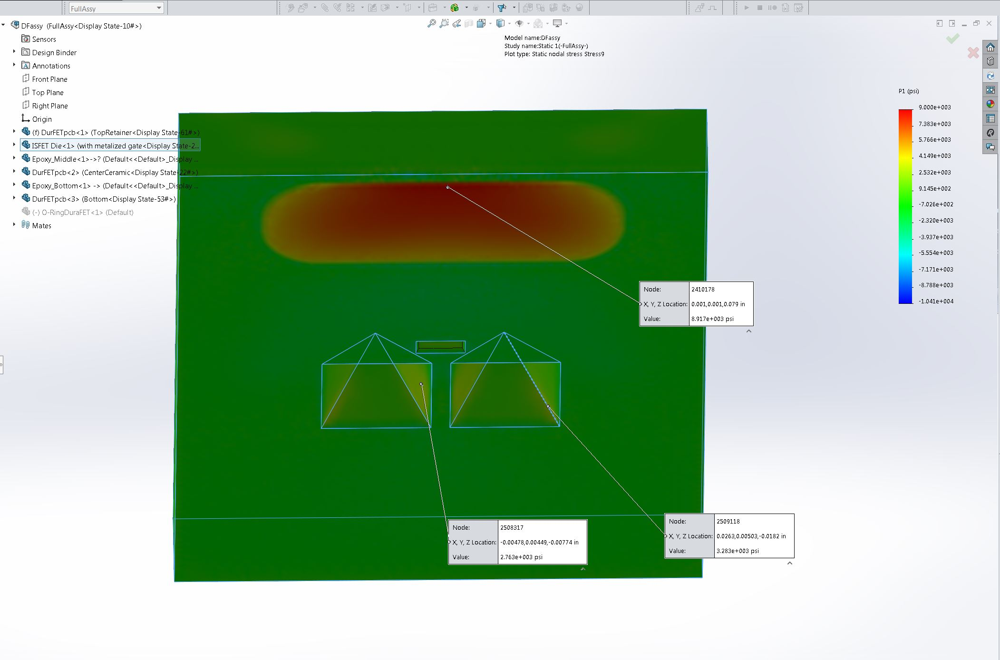 FullAssy
DFassy (FullAssy<Display State-10#>)
Sensors
Design Binder
Annotations
Front Plane
Top Plane
Right Plane
Origin
(f) DurFETpcb<1> (TopRetainer<Display State-61#>)
ISFET Die<1> (with metalized gate<Display State-2...
Epoxy_Middle<1>->? (Default<<Default>_Display ...
DurFETpcb<2> (CenterCeramic<Display State-22#>)
Epoxy_Bottom<1> -> (Default<<Default>_Display ...
DurFETpcb<3> (Bottom<Display State-53#>)
(-) O-RingDuraFET<1> (Default)
Mates
Model name:DFassy
Study name:Static 1(-FullAssy-)
Plot type: Static nodal stress Stress9
P1 (psi)
9.000e+003
7.383e+003
5.766e+003
4.149e+003
2.532e+003
9.145e+002
-7.026e+002
-2.320e+003
-3.937e+003
-5.554e+003
-7.171e+003
-8.788e+003
-1.041e+004
Node: 2410178
X, Y, Z Location: 0.001,0.001,0.079 in
Value: 8.917e+003 psi
Node: 2508317
X, Y, Z Location: -0.00478,0.00449,-0.00774 in
Value: 2.763e+003 psi
Node: 2509118
X, Y, Z Location: 0.0263,0.00503,-0.0182 in
Value: 3.283e+003 psi